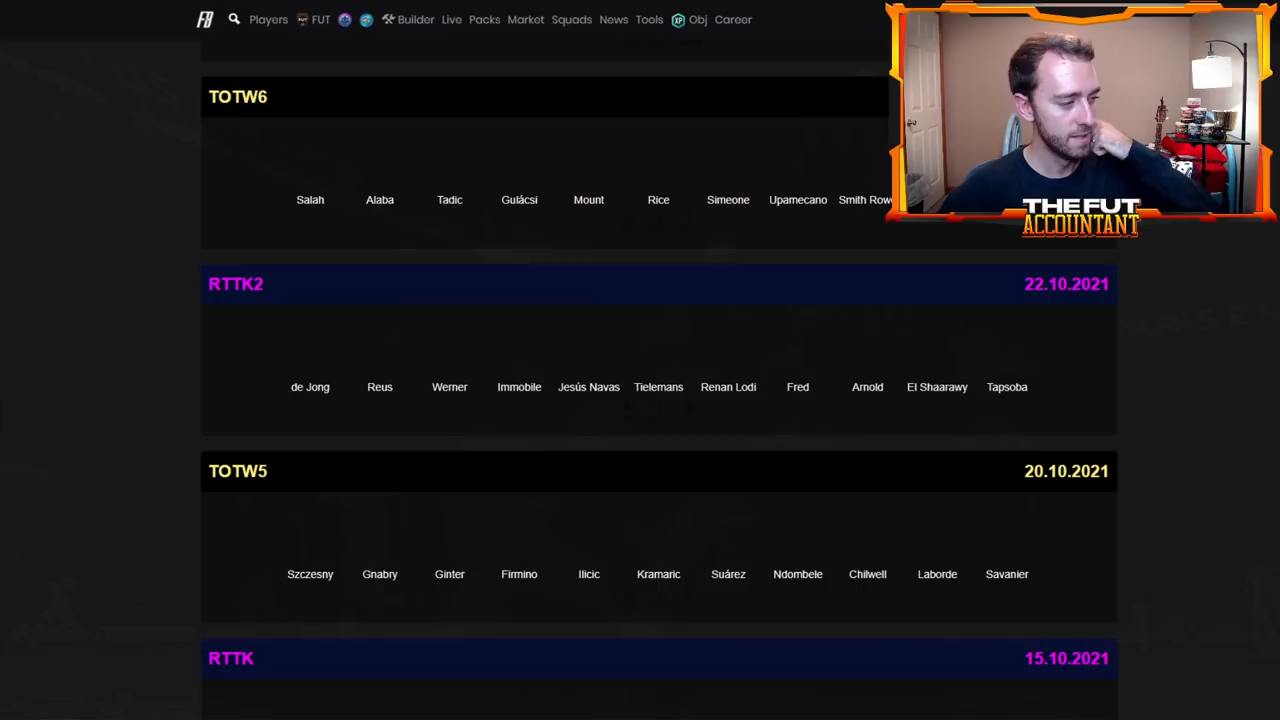 FB Players FUT Builder Live Packs Market Squads News Tools XP Obj Career
TOTW6
Salah Alaba Tadic Gulácsi Mount Rice Simeone Upamecano Smith Rowe
THE FUT
ACCOUNTANT
RTTK2 22.10.2021
de Jong Reus Werner Immobile Jesús Navas Tielemans Renan Lodi Fred Arnold El Shaarawy Tapsoba
TOTW5 20.10.2021
Szczesny Gnabry Ginter Firmino Ilicic Kramaric Suárez Ndombele Chilwell Laborde Savanier
RTTK 15.10.2021